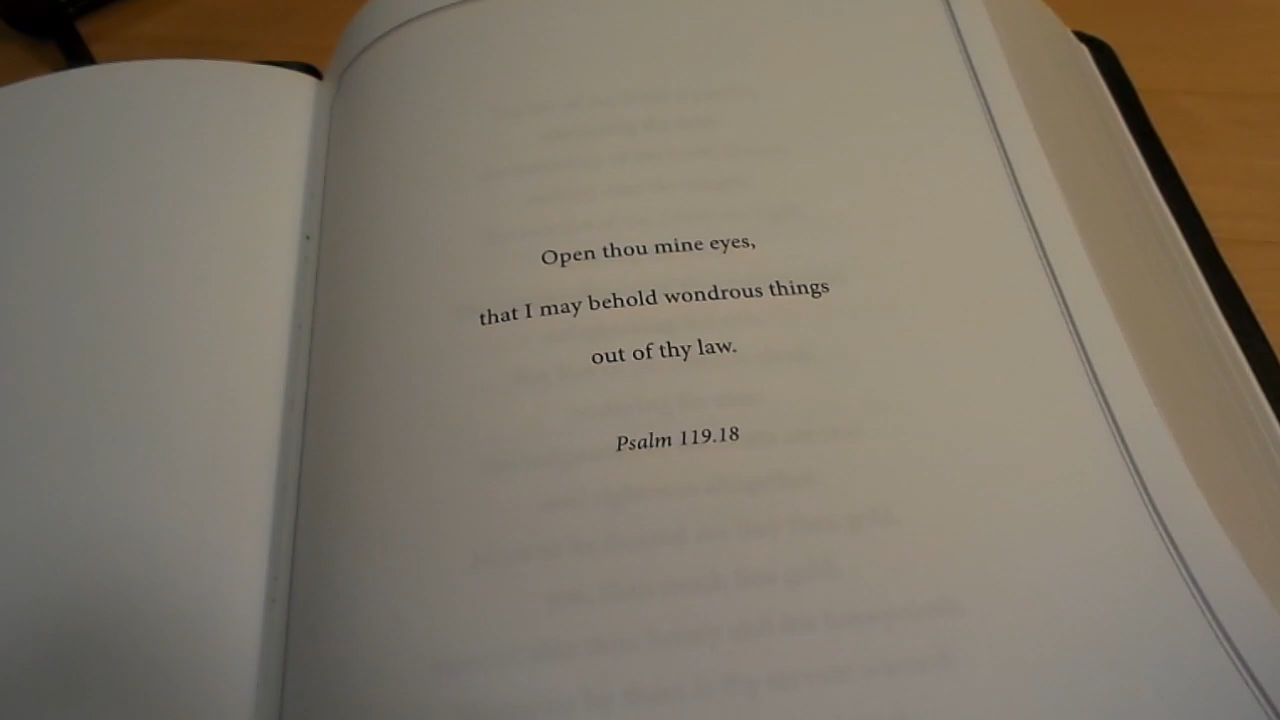 Open thou mine eyes,
that I may behold wondrous things
out of thy law.
Psalm 119.18